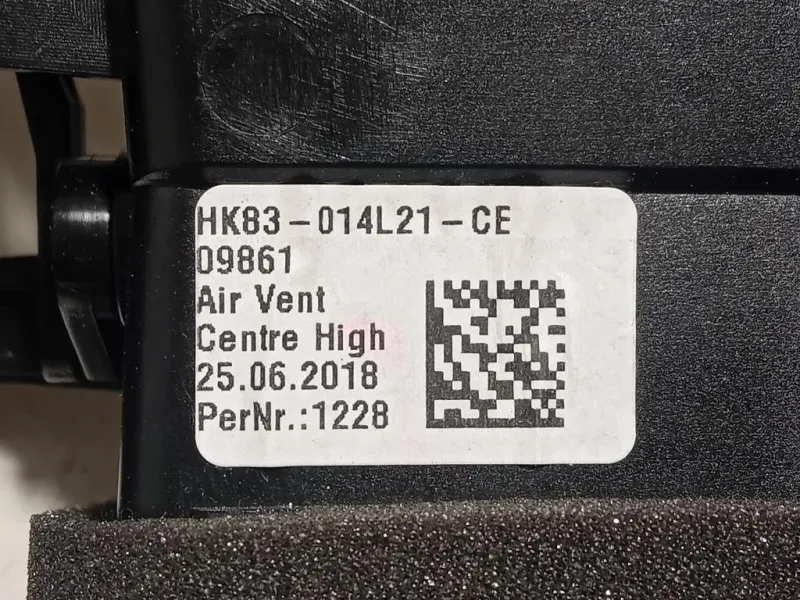 HK83-014L21-CE
09861
Air Vent
Centre High
25.06.2018
PerNr.:1228